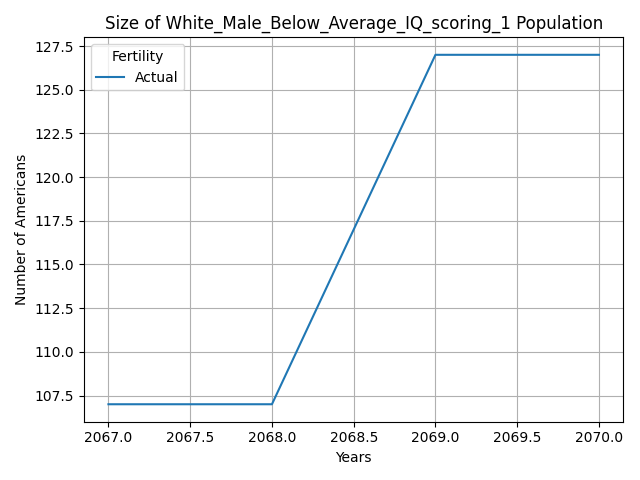 Size of White_Male_Below_Average_IQ_scoring_1 Population
Fertility
Actual
127.5
125.0
122.5
120.0
117.5
115.0
112.5
110.0
107.5
Number of Americans
2067.0 2067.5 2068.0 2068.5 2069.0 2069.5 2070.0
Years